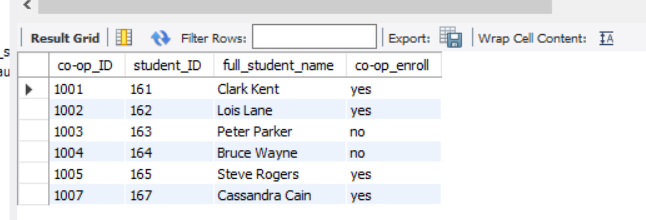 Result Grid Filter Rows: Export: Wrap Cell Content: IA
co-op_ID student_ID full_student_name co-op_enroll
1001 161 Clark Kent yes
1002 162 Lois Lane yes
1003 163 Peter Parker no
1004 164 Bruce Wayne no
1005 165 Steve Rogers yes
1007 167 Cassandra Cain yes